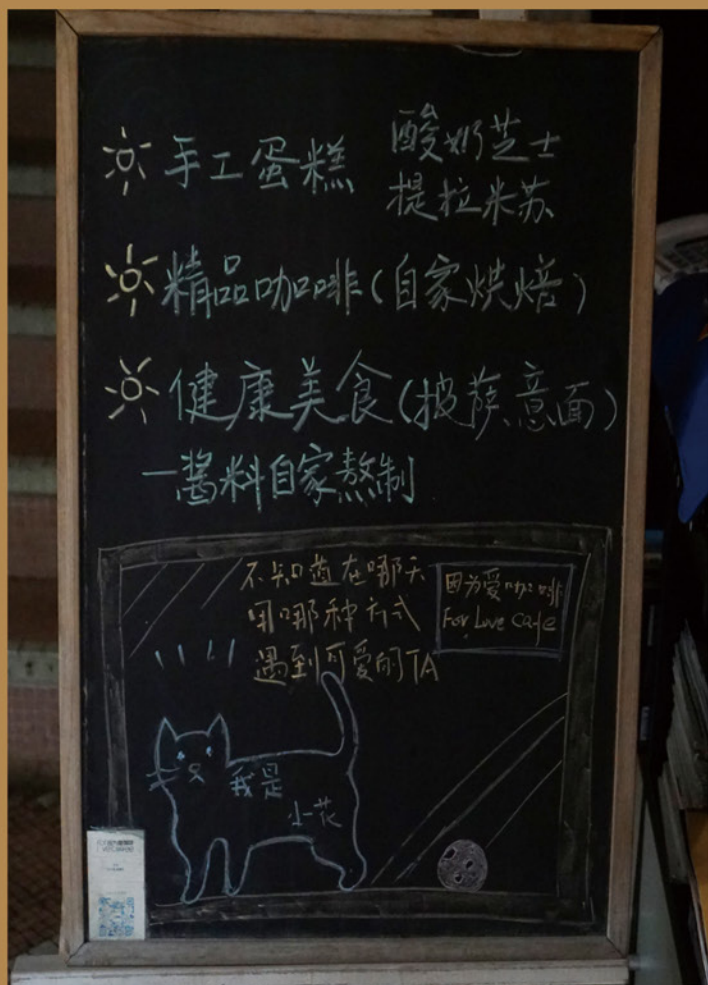 手工蛋糕 酸奶芝士
提拉米苏
精品咖啡(自家烘焙)
健康美食(披萨、意面)
一酱料自家熬制
不知道在哪天
用哪种方式
遇到可爱的TA
因为爱咖啡
For Love Cafe
我是
小花